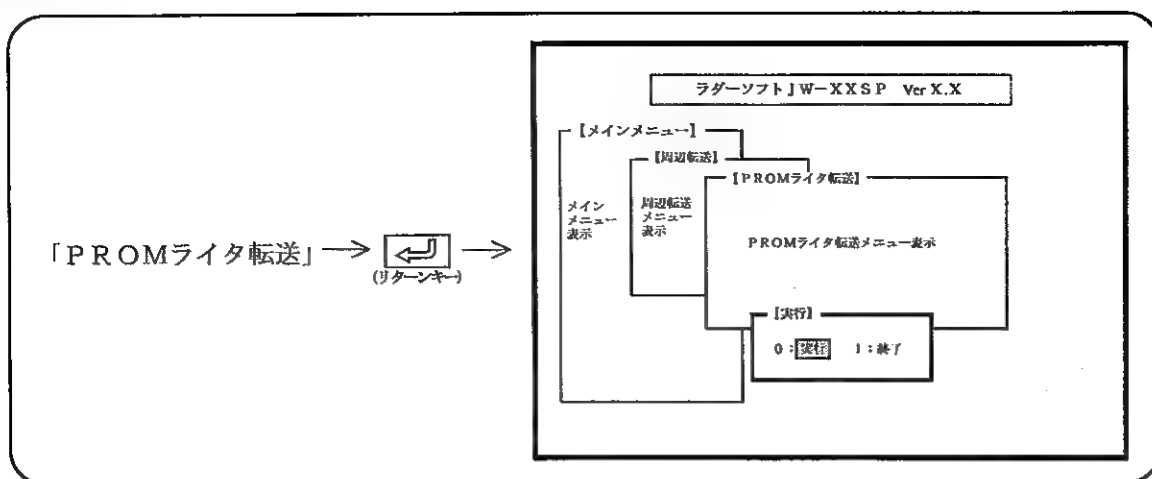 「PROMライタ転送」
(リターンキー)
ラダーソフトJW-XXSP Ver X.X
【メインメニュー】
メイン
メニュー
表示
【周辺転送】
周辺転送
メニュー
表示
【PROMライタ転送】
PROMライタ転送メニュー表示
【実行】
0:実行 1:終了